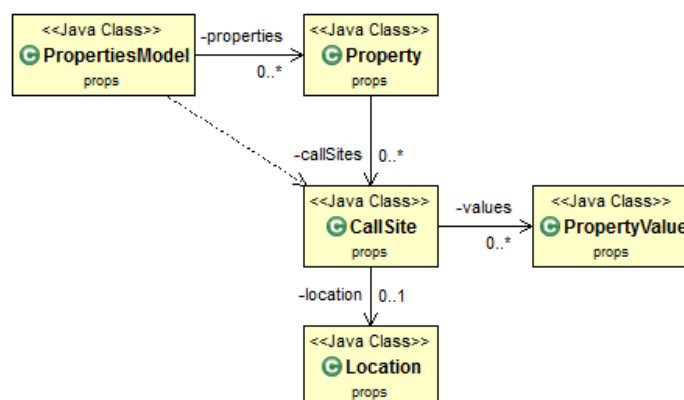 <<Java Class>>
C PropertiesModel
props
-properties
0..*
<<Java Class>>
C Property
props
-callSites 0..*
<<Java Class>>
C CallSite
props
-values
0..*
<<Java Class>>
C PropertyValue
props
-location 0..1
<<Java Class>>
C Location
props